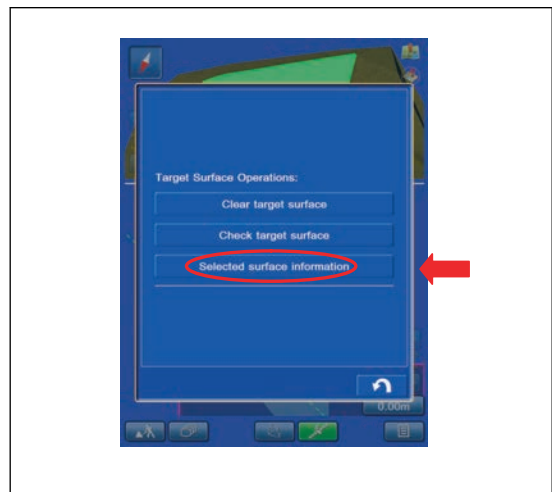 Target Surface Operations:
Clear target surface
Check target surface
Selected surface information
0.00m